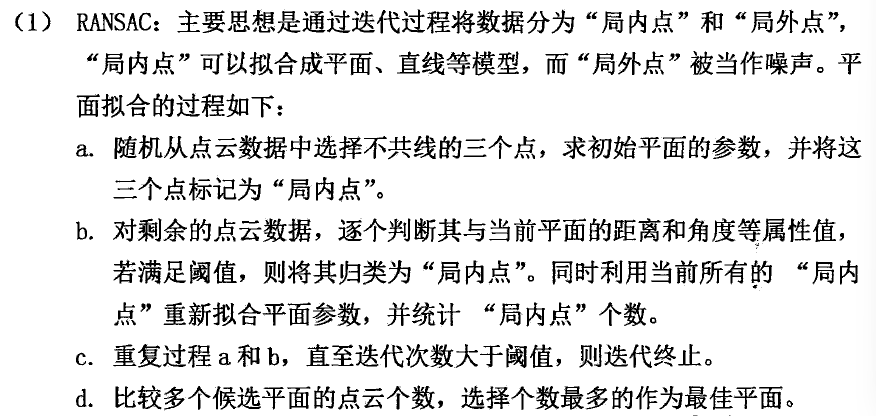 （1） RANSAC：主要思想是通过迭代过程将数据分为“局内点”和“局外点”，
“局内点”可以拟合成平面、直线等模型，而“局外点”被当作噪声。平
面拟合的过程如下：
a. 随机从点云数据中选择不共线的三个点，求初始平面的参数，并将这
三个点标记为“局内点”。
b. 对剩余的点云数据，逐个判断其与当前平面的距离和角度等属性值，
若满足阈值，则将其归类为“局内点”。同时利用当前所有的 “局内
点”重新拟合平面参数，并统计 “局内点”个数。
c. 重复过程 a 和 b，直至迭代次数大于阈值，则迭代终止。
d. 比较多个候选平面的点云个数，选择个数最多的作为最佳平面。